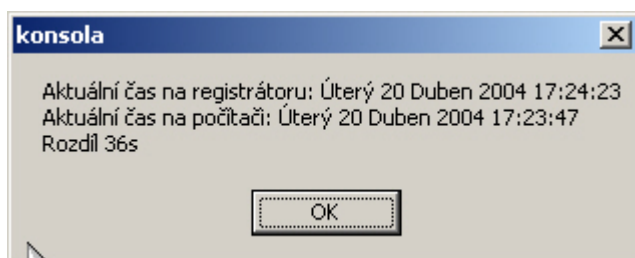 konsola
Aktuální čas na registrátoru: Úterý 20 Duben 2004 17:24:23
Aktuální čas na počítači: Úterý 20 Duben 2004 17:23:47
Rozdíl 36s
OK